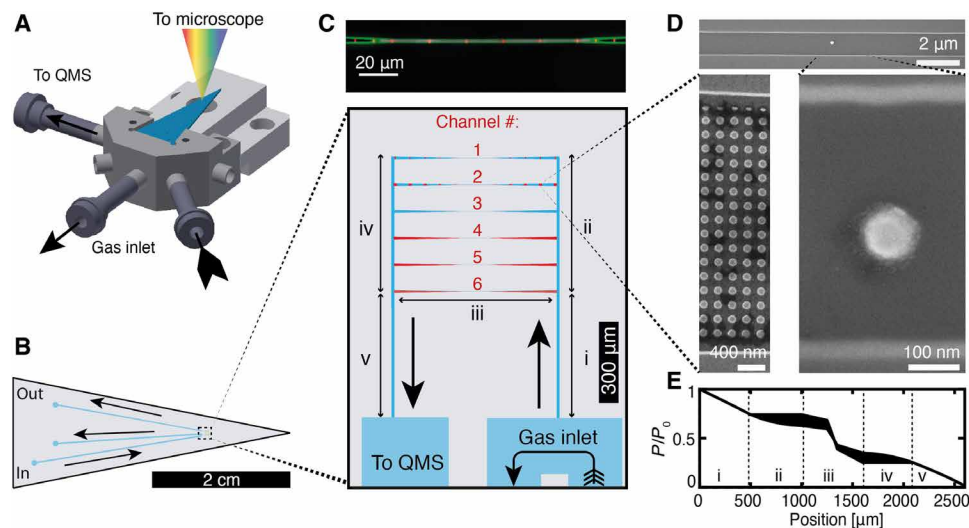 A
To microscope
To QMS
Gas inlet
B
Out
In
2 cm
C
20 µm
Channel #:
1
2
3
4
5
6
iv
ii
iii
v
i
300 µm
To QMS
Gas inlet
D
2 µm
400 nm
100 nm
E
P/P0
1
0.5
0
i
ii
iii
iv
v
0
500
1000
1500
2000
2500
Position [µm]